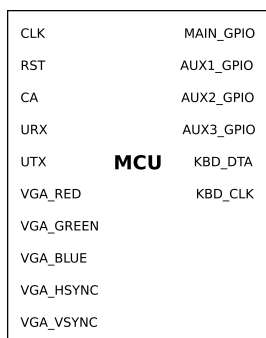 CLK MAIN_GPIO
RST AUX1_GPIO
CA AUX2_GPIO
URX AUX3_GPIO
UTX MCU KBD_DTA
VGA_RED KBD_CLK
VGA_GREEN
VGA_BLUE
VGA_HSYNC
VGA_VSYNC